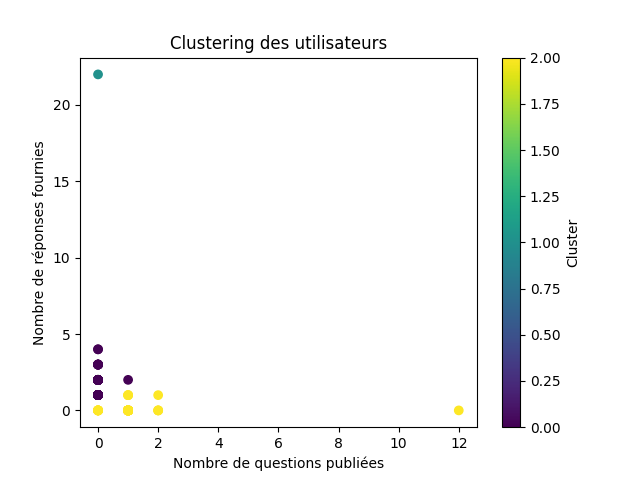 Clustering des utilisateurs
Nombre de réponses fournies
20
15
10
5
0
0 2 4 6 8 10 12
Nombre de questions publiées
2.00
1.75
1.50
1.25
1.00
0.75
0.50
0.25
0.00
Cluster